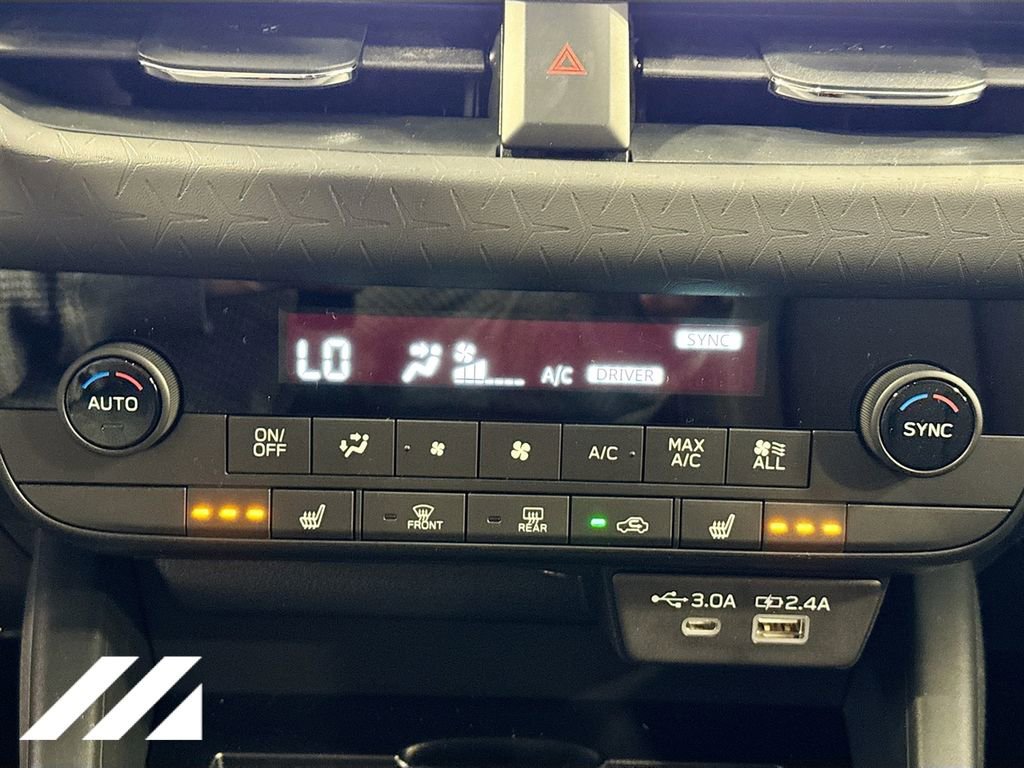 SYNC
LO A/C DRIVER
AUTO
SYNC
ON/
OFF
A/C
MAX
A/C
ALL
FRONT
REAR
3.0A
2.4A